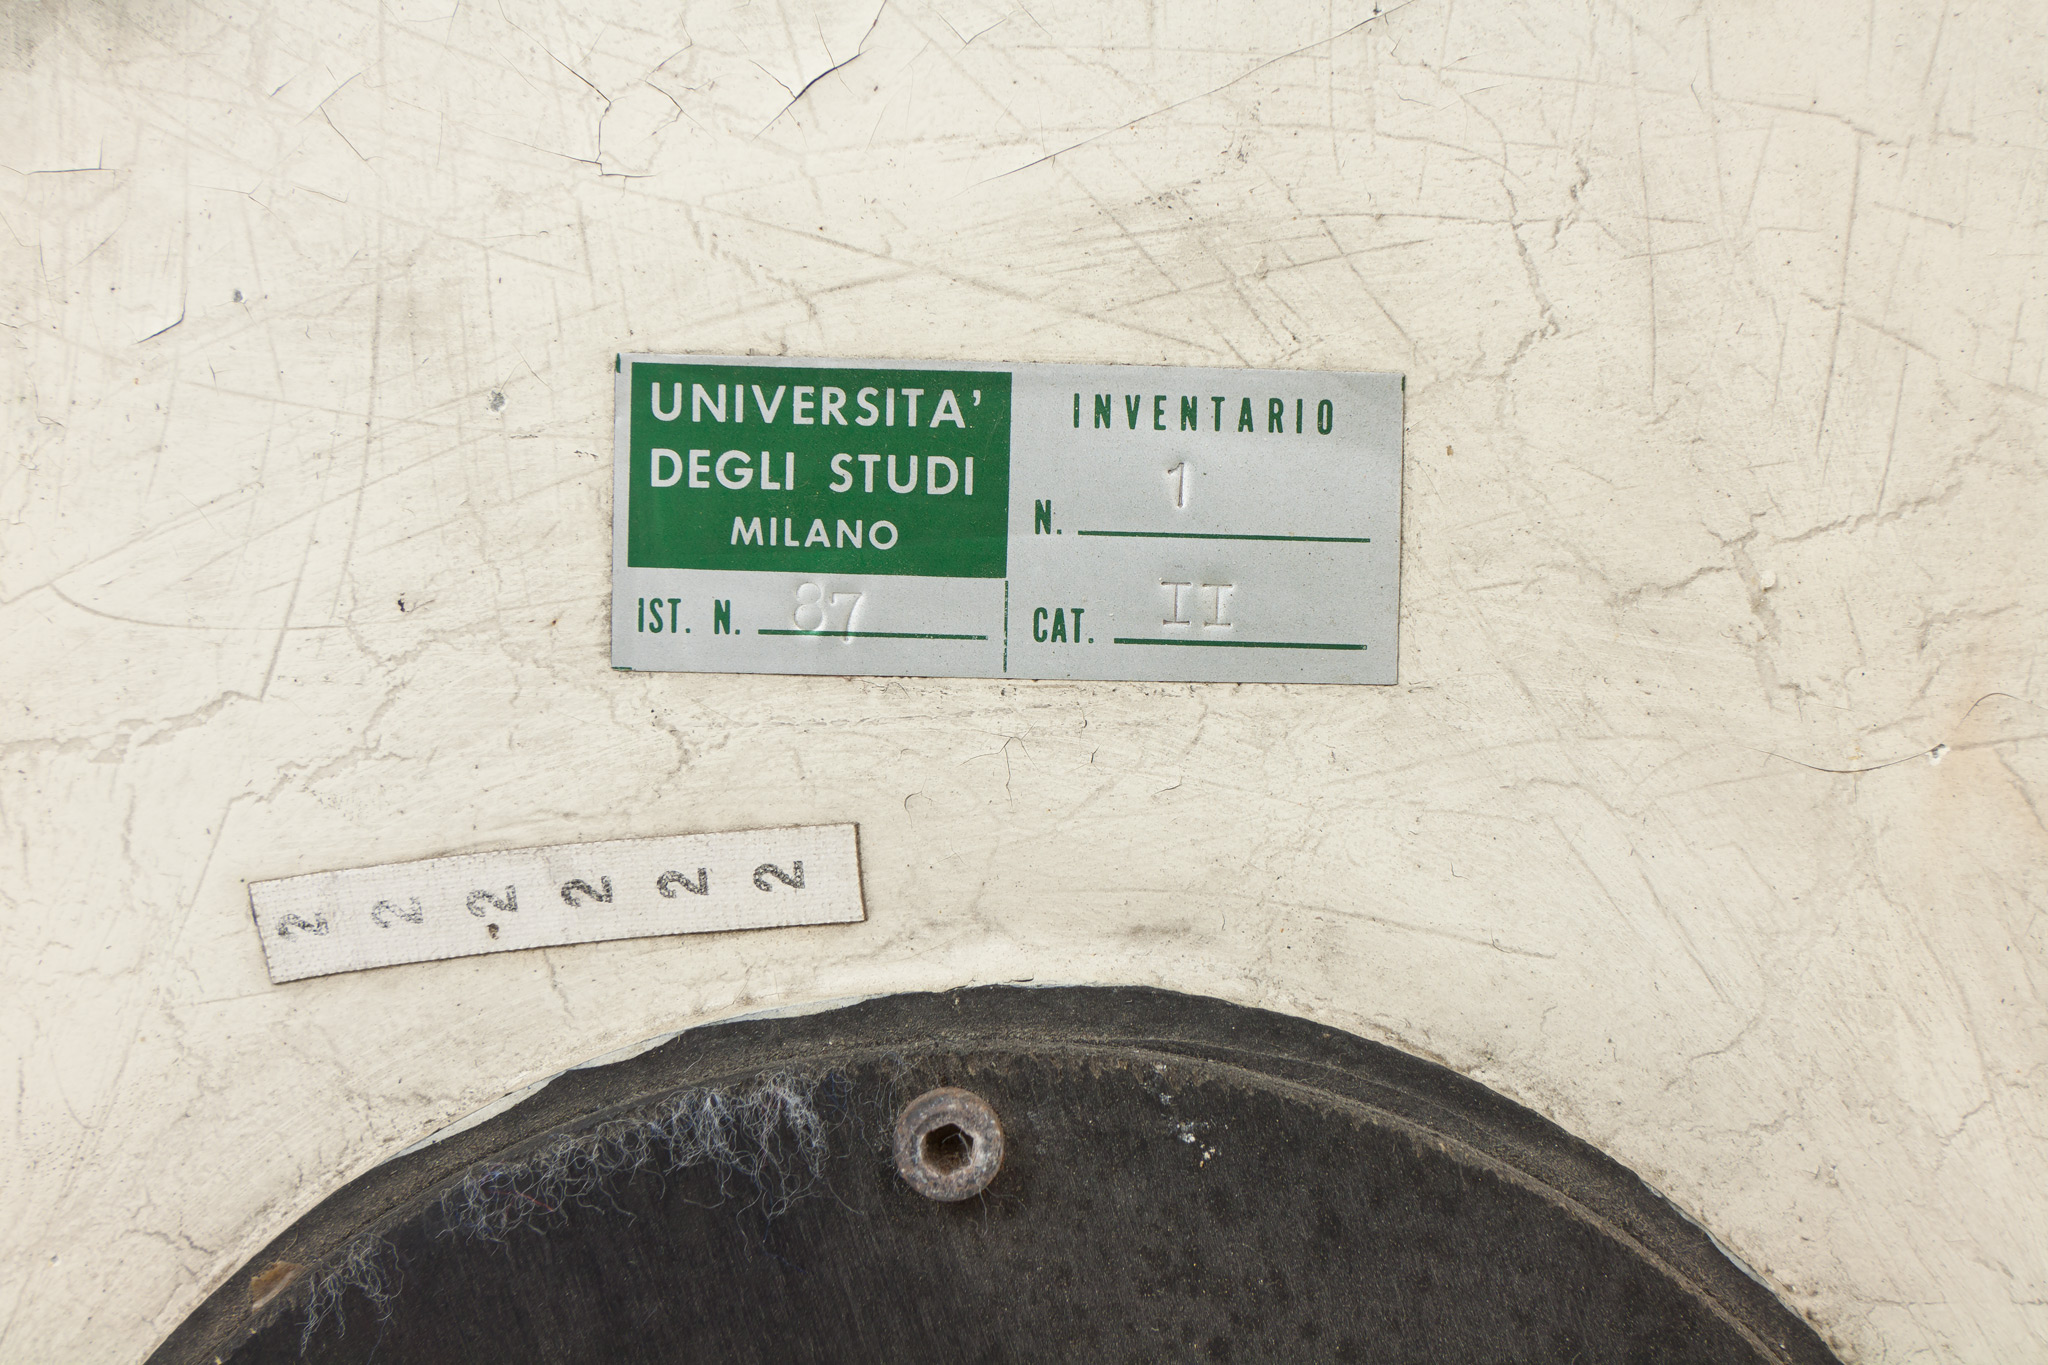 UNIVERSITA'
DEGLI STUDI
MILANO
IST. N. 87
INVENTARIO
N. 1
CAT. II
2 2 2 2 2 2